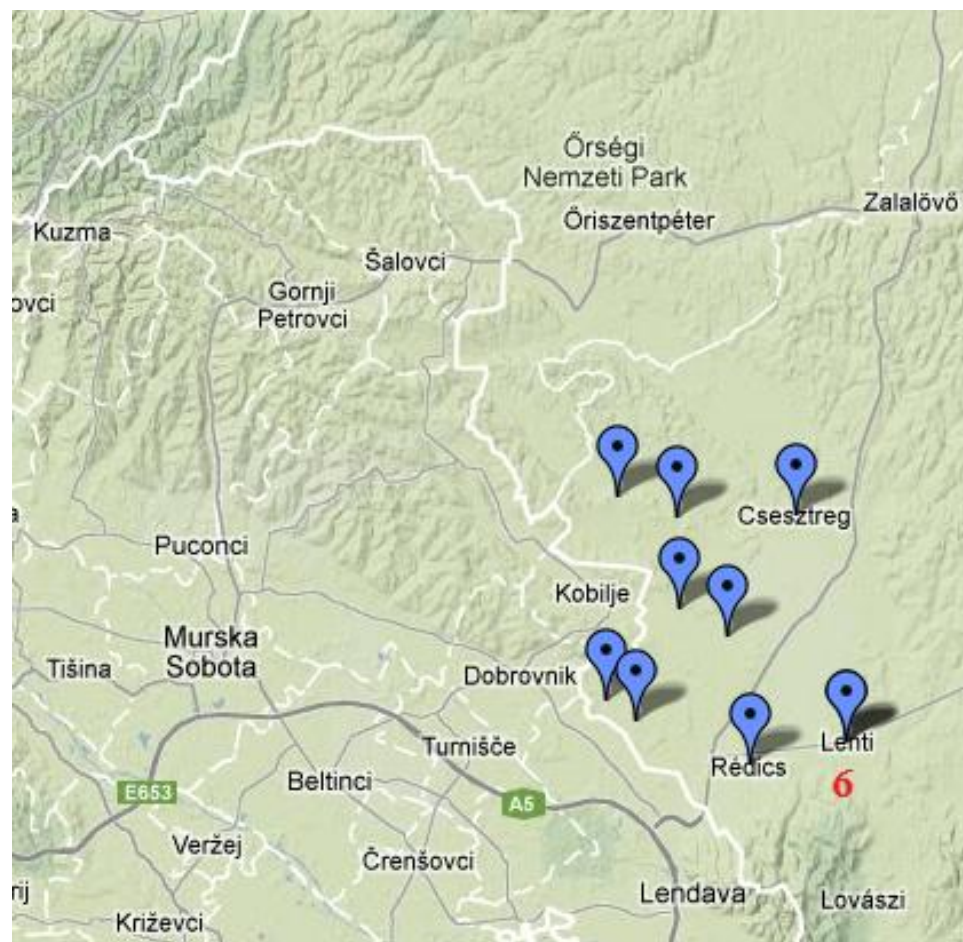 Őrségi
Nemzeti Park
Zalalövő
Őriszentpéter
Kuzma
Šalovci
Gornji
Petrovci
ovci
Csesztreg
Puconci
Kobilje
Murska
Sobota
Tišina
Dobrovnik
Turnišče
Lenti
Rédics
Beltinci
E653
6
A5
Veržej
Črenšovci
rij
Lendava
Lovászi
Križevci